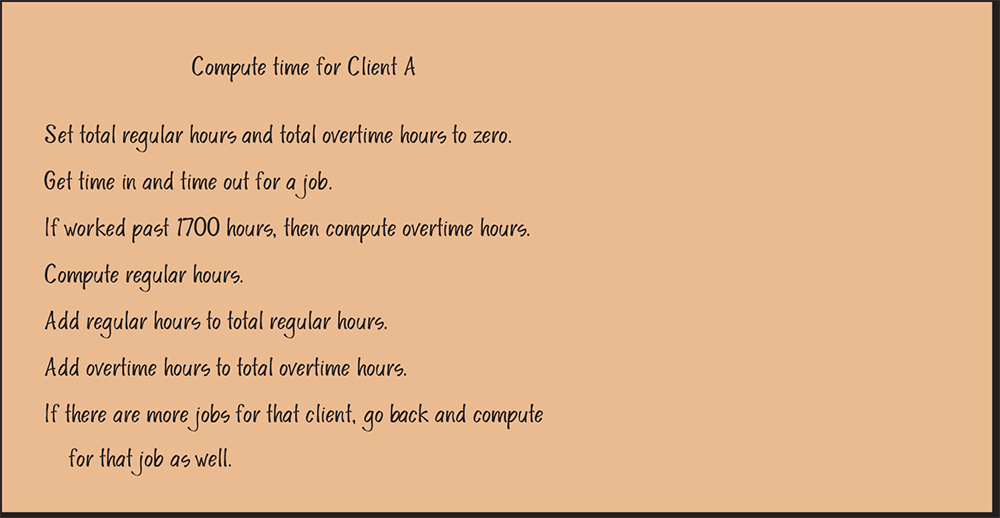 Compute time for Client A
Set total regular hours and total overtime hours to zero.
Get time in and time out for a job.
If worked past 1700 hours, then compute overtime hours.
Compute regular hours.
Add regular hours to total regular hours.
Add overtime hours to total overtime hours.
If there are more jobs for that client, go back and compute
for that job as well.